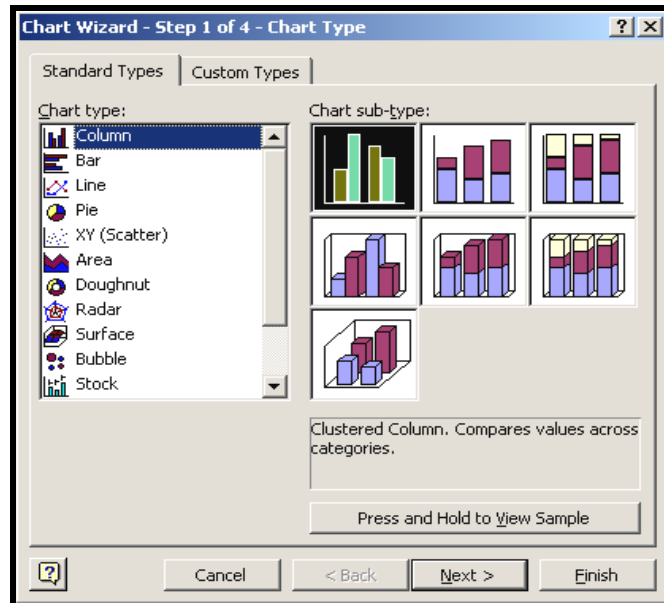 Chart Wizard - Step 1 of 4 - Chart Type
Standard Types
Custom Types
Chart type:
Column
Bar
Line
Pie
XY (Scatter)
Area
Doughnut
Radar
Surface
Bubble
Stock
Chart sub-type:
Clustered Column. Compares values across
categories.
Press and Hold to View Sample
Cancel
< Back
Next >
Finish